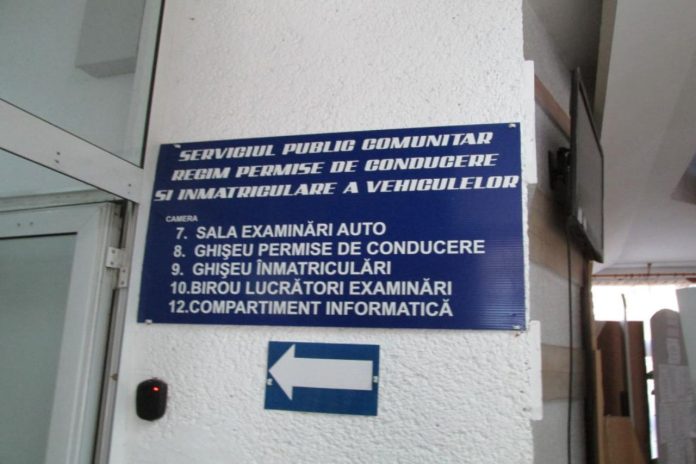 SERVICIUL PUBLIC COMUNITAR
REGIM PERMISE DE CONDUCERE
SI INMATRICULARE A VEHICULELOR
CAMERA
7. SALA EXAMINĂRI AUTO
8. GHIŞEU PERMISE DE CONDUCERE
9. GHIŞEU ÎNMATRICULĂRI
10.BIROU LUCRĂTORI EXAMINĂRI
12.COMPARTIMENT INFORMATICĂ